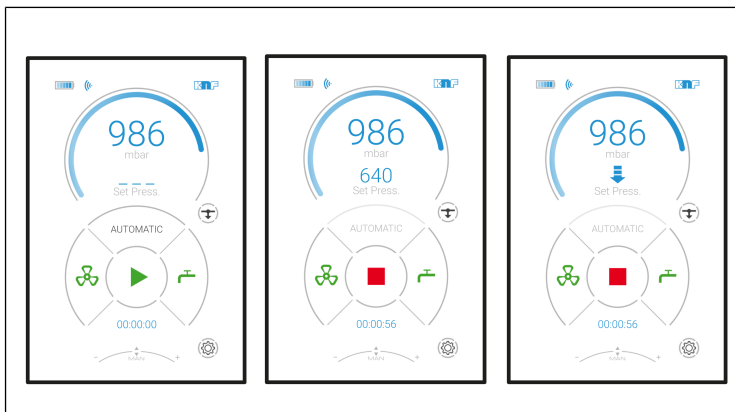 KNF
986
mbar
_ _ _
Set Press.
AUTOMATIC
00:00:00
- MAN +
KNF
986
mbar
640
Set Press.
AUTOMATIC
00:00:56
- MAN +
KNF
986
mbar
Set Press.
AUTOMATIC
00:00:56
- MAN +